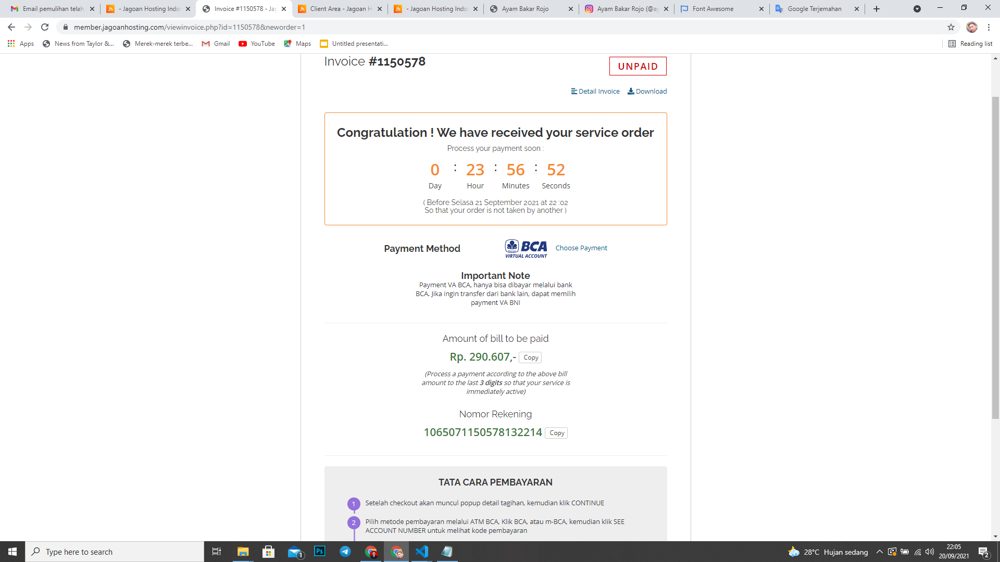 Email pemulihan telah
- Jagoan Hosting Indo
Invoice #1150578 - Jag
Client Area - Jagoan H
- Jagoan Hosting Indo
Ayam Bakar Rojo
Ayam Bakar Rojo (@ay
Font Awesome
Google Terjemahan
member.jagoanhosting.com/viewinvoice.php?id=1150578&neworder=1
Apps
News from Taylor &...
Merek-merek terbe...
Gmail
YouTube
Maps
Untitled presentati...
Reading list
Invoice #1150578
UNPAID
Detail Invoice
Download
Congratulation ! We have received your service order
Process your payment soon :
0 : 23 : 56 : 52
Day Hour Minutes Seconds
( Before Selasa 21 September 2021 at 22 :02
So that your order is not taken by another )
Payment Method
BCA
VIRTUAL ACCOUNT
Choose Payment
Important Note
Payment VA BCA, hanya bisa dibayar melalui bank
BCA. Jika ingin transfer dari bank lain, dapat memilih
payment VA BNI
Amount of bill to be paid
Rp. 290.607,- Copy
(Process a payment according to the above bill
amount to the last 3 digits so that your service is
immediately active)
Nomor Rekening
1065071150578132214 Copy
TATA CARA PEMBAYARAN
1 Setelah checkout akan muncul popup detail tagihan, kemudian klik CONTINUE
2 Pilih metode pembayaran melalui ATM BCA, Klik BCA, atau m-BCA, kemudian klik SEE
ACCOUNT NUMBER untuk melihat kode pembayaran
Type here to search
1
Ps
28°C Hujan sedang
22:05
20/09/2021
2